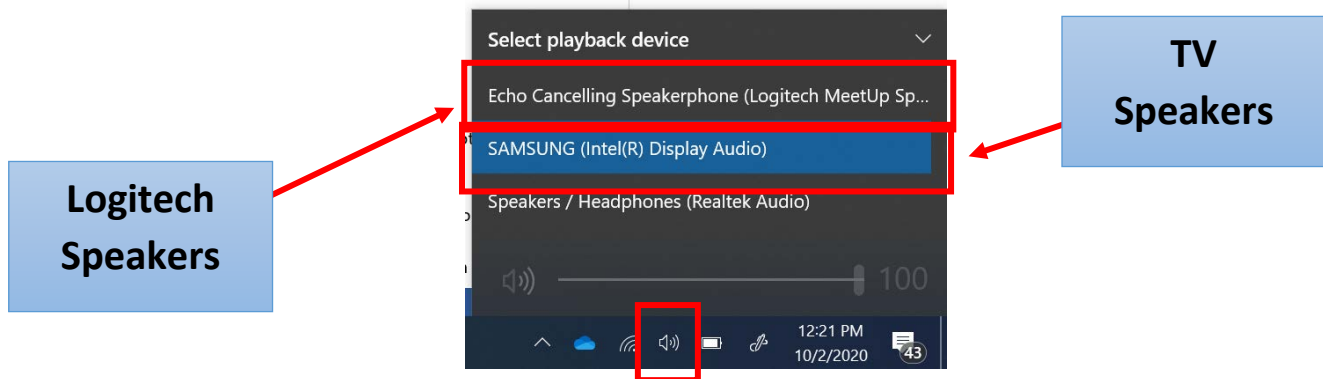 Select playback device
Echo Cancelling Speakerphone (Logitech MeetUp Sp...
SAMSUNG (Intel(R) Display Audio)
Speakers / Headphones (Realtek Audio)
100
12:21 PM
10/2/2020
43
Logitech
Speakers
TV
Speakers